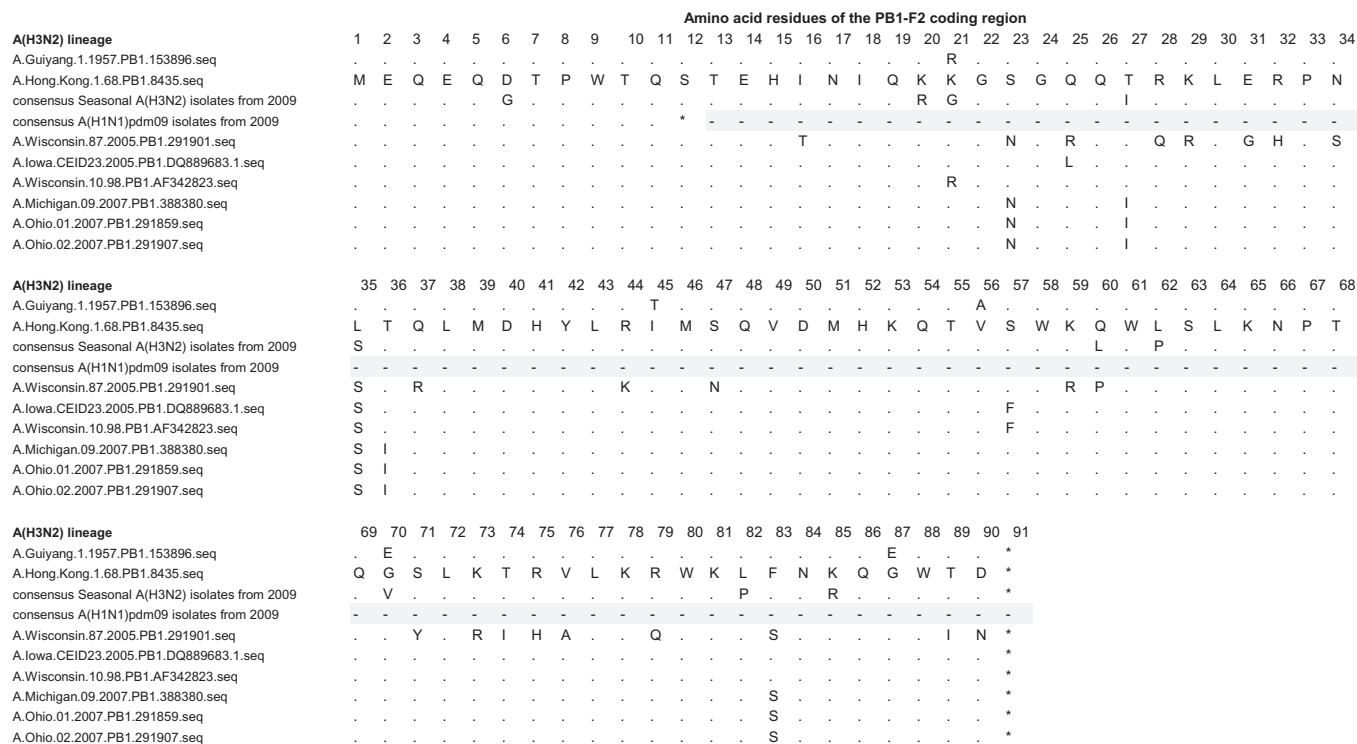 Amino acid residues of the PB1-F2 coding region
A(H3N2) lineage 1 2 3 4 5 6 7 8 9 10 11 12 13 14 15 16 17 18 19 20 21 22 23 24 25 26 27 28 29 30 31 32 33 34
A.Guiyang.1.1957.PB1.153896.seq . . . . . . . . . . . . . . . . . . . . R . . . . . . . . . . . . .
A.Hong.Kong.1.68.PB1.8435.seq M E Q E Q D T P W T Q S T E H I N I Q K K G S G Q Q T R K L E R P N
consensus Seasonal A(H3N2) isolates from 2009 . . . . . G . . . . . . . . . . . . . R G . . . . . I . . . . . . .
consensus A(H1N1)pdm09 isolates from 2009 . . . . . . . . . . . * - - - - - - - - - - - - - - - - - - - - - -
A.Wisconsin.87.2005.PB1.291901.seq . . . . . . . . . . . . . . . T . . . . . . N . R . . Q R . G H . S
A.Iowa.CEID23.2005.PB1.DQ889683.1.seq . . . . . . . . . . . . . . . . . . . . . . . . L . . . . . . . . .
A.Wisconsin.10.98.PB1.AF342823.seq . . . . . . . . . . . . . . . . . . . . R . . . . . . . . . . . . .
A.Michigan.09.2007.PB1.388380.seq . . . . . . . . . . . . . . . . . . . . . . N . . . I . . . . . . .
A.Ohio.01.2007.PB1.291859.seq . . . . . . . . . . . . . . . . . . . . . . N . . . I . . . . . . .
A.Ohio.02.2007.PB1.291907.seq . . . . . . . . . . . . . . . . . . . . . . N . . . I . . . . . . .
A(H3N2) lineage 35 36 37 38 39 40 41 42 43 44 45 46 47 48 49 50 51 52 53 54 55 56 57 58 59 60 61 62 63 64 65 66 67 68
A.Guiyang.1.1957.PB1.153896.seq . . . . . . . . . . T . . . . . . . . . . A . . . . . . . . . . . .
A.Hong.Kong.1.68.PB1.8435.seq L T Q L M D H Y L R I M S Q V D M H K Q T V S W K Q W L S L K N P T
consensus Seasonal A(H3N2) isolates from 2009 S . . . . . . . . . . . . . . . . . . . . . . . . L . P . . . . . .
consensus A(H1N1)pdm09 isolates from 2009 - - - - - - - - - - - - - - - - - - - - - - - - - - - - - - - - - -
A.Wisconsin.87.2005.PB1.291901.seq S . R . . . . . . K . . N . . . . . . . . . . . R P . . . . . . . .
A.Iowa.CEID23.2005.PB1.DQ889683.1.seq S . . . . . . . . . . . . . . . . . . . . . F . . . . . . . . . . .
A.Wisconsin.10.98.PB1.AF342823.seq S . . . . . . . . . . . . . . . . . . . . . F . . . . . . . . . . .
A.Michigan.09.2007.PB1.388380.seq S I . . . . . . . . . . . . . . . . . . . . . . . . . . . . . . . .
A.Ohio.01.2007.PB1.291859.seq S I . . . . . . . . . . . . . . . . . . . . . . . . . . . . . . . .
A.Ohio.02.2007.PB1.291907.seq S I . . . . . . . . . . . . . . . . . . . . . . . . . . . . . . . .
A(H3N2) lineage 69 70 71 72 73 74 75 76 77 78 79 80 81 82 83 84 85 86 87 88 89 90 91
A.Guiyang.1.1957.PB1.153896.seq . E . . . . . . . . . . . . . . . . E . . . *
A.Hong.Kong.1.68.PB1.8435.seq Q G S L K T R V L K R W K L F N K Q G W T D *
consensus Seasonal A(H3N2) isolates from 2009 . V . . . . . . . . . . . P . . R . . . . . *
consensus A(H1N1)pdm09 isolates from 2009 - - - - - - - - - - - - - - - - - - - - - - -
A.Wisconsin.87.2005.PB1.291901.seq . . Y . R I H A . . Q . . . S . . . . . I N *
A.Iowa.CEID23.2005.PB1.DQ889683.1.seq . . . . . . . . . . . . . . . . . . . . . . *
A.Wisconsin.10.98.PB1.AF342823.seq . . . . . . . . . . . . . . . . . . . . . . *
A.Michigan.09.2007.PB1.388380.seq . . . . . . . . . . . . . . S . . . . . . . *
A.Ohio.01.2007.PB1.291859.seq . . . . . . . . . . . . . . S . . . . . . . *
A.Ohio.02.2007.PB1.291907.seq . . . . . . . . . . . . . . S . . . . . . . *